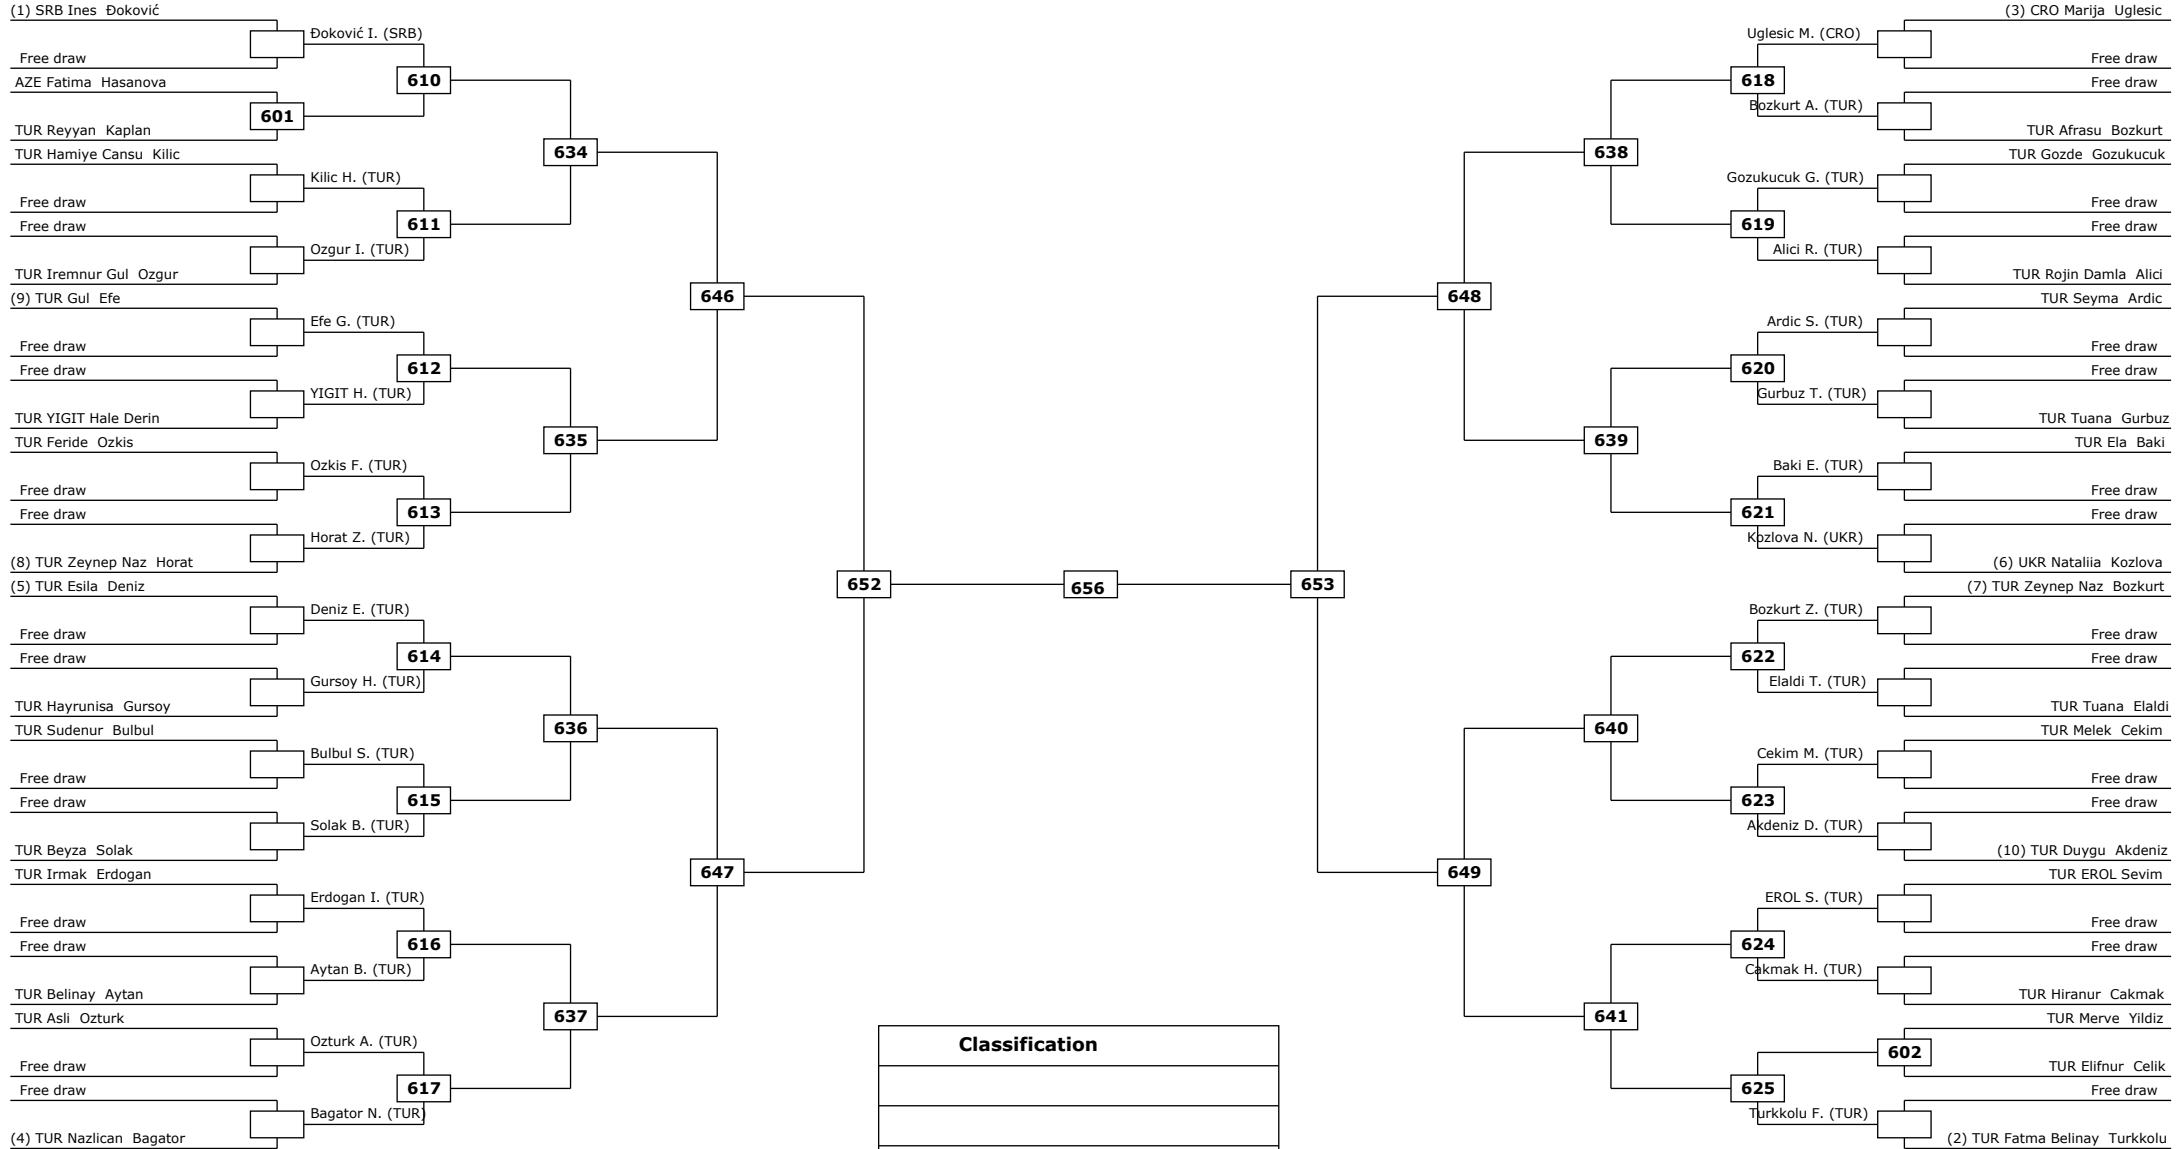 (1) SRB Ines Đoković
Đoković I. (SRB)
Free draw
610
AZE Fatima Hasanova
601
TUR Reyyan Kaplan
634
TUR Hamiye Cansu Kilic
Kilic H. (TUR)
Free draw
611
Free draw
Ozgur I. (TUR)
TUR Iremnur Gul Ozgur
646
(9) TUR Gul Efe
Efe G. (TUR)
Free draw
612
Free draw
YIGIT H. (TUR)
TUR YIGIT Hale Derin
635
TUR Feride Ozkis
Ozkis F. (TUR)
Free draw
613
Free draw
Horat Z. (TUR)
(8) TUR Zeynep Naz Horat
652
(5) TUR Esila Deniz
Deniz E. (TUR)
Free draw
614
Free draw
Gursoy H. (TUR)
TUR Hayrunisa Gursoy
636
TUR Sudenur Bulbul
Bulbul S. (TUR)
Free draw
615
Free draw
Solak B. (TUR)
TUR Beyza Solak
647
TUR Irmak Erdogan
Erdogan I. (TUR)
Free draw
616
Free draw
Aytan B. (TUR)
TUR Belinay Aytan
637
TUR Asli Ozturk
Ozturk A. (TUR)
Free draw
617
Free draw
Bagator N. (TUR)
(4) TUR Nazlican Bagator
656
Classification
(3) CRO Marija Uglesic
Uglesic M. (CRO)
Free draw
618
Free draw
Bozkurt A. (TUR)
TUR Afrasu Bozkurt
638
TUR Gozde Gozukucuk
Gozukucuk G. (TUR)
Free draw
619
Free draw
Alici R. (TUR)
TUR Rojin Damla Alici
648
TUR Seyma Ardic
Ardic S. (TUR)
Free draw
620
Free draw
Gurbuz T. (TUR)
TUR Tuana Gurbuz
639
TUR Ela Baki
Baki E. (TUR)
Free draw
621
Free draw
Kozlova N. (UKR)
(6) UKR Nataliia Kozlova
653
(7) TUR Zeynep Naz Bozkurt
Bozkurt Z. (TUR)
Free draw
622
Free draw
Elaldi T. (TUR)
TUR Tuana Elaldi
640
TUR Melek Cekim
Cekim M. (TUR)
Free draw
623
Free draw
Akdeniz D. (TUR)
(10) TUR Duygu Akdeniz
649
TUR EROL Sevim
EROL S. (TUR)
Free draw
624
Free draw
Cakmak H. (TUR)
TUR Hiranur Cakmak
641
TUR Merve Yildiz
602
TUR Elifnur Celik
625
Free draw
Turkkolu F. (TUR)
(2) TUR Fatma Belinay Turkkolu